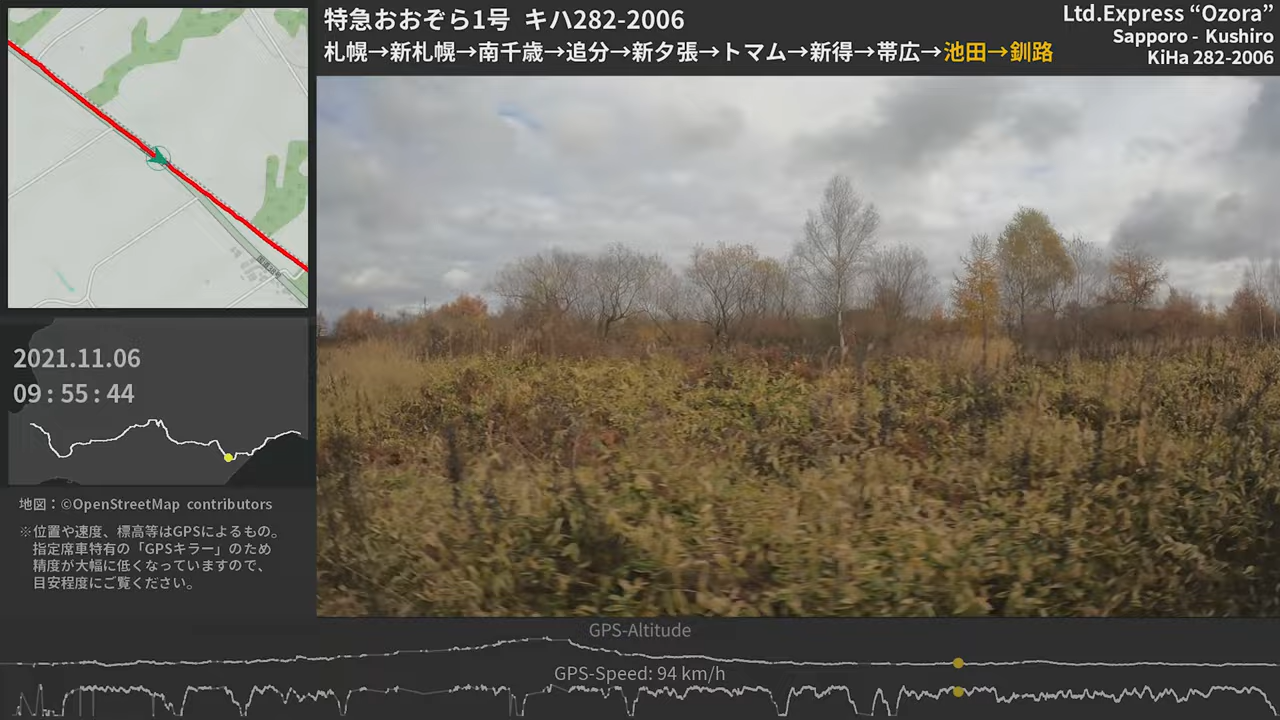 特急おおぞら1号 キハ282-2006
札幌→新札幌→南千歳→追分→新夕張→トマム→新得→帯広→池田→釧路
Ltd.Express “Ozora”
Sapporo - Kushiro
KiHa 282-2006
2021.11.06
09:55:44
地図：©OpenStreetMap contributors
※位置や速度、標高等はGPSによるもの。
指定席車特有の「GPSキラー」のため
精度が大幅に低くなっていますので、
目安程度にご覧ください。
GPS-Altitude
GPS-Speed: 94 km/h